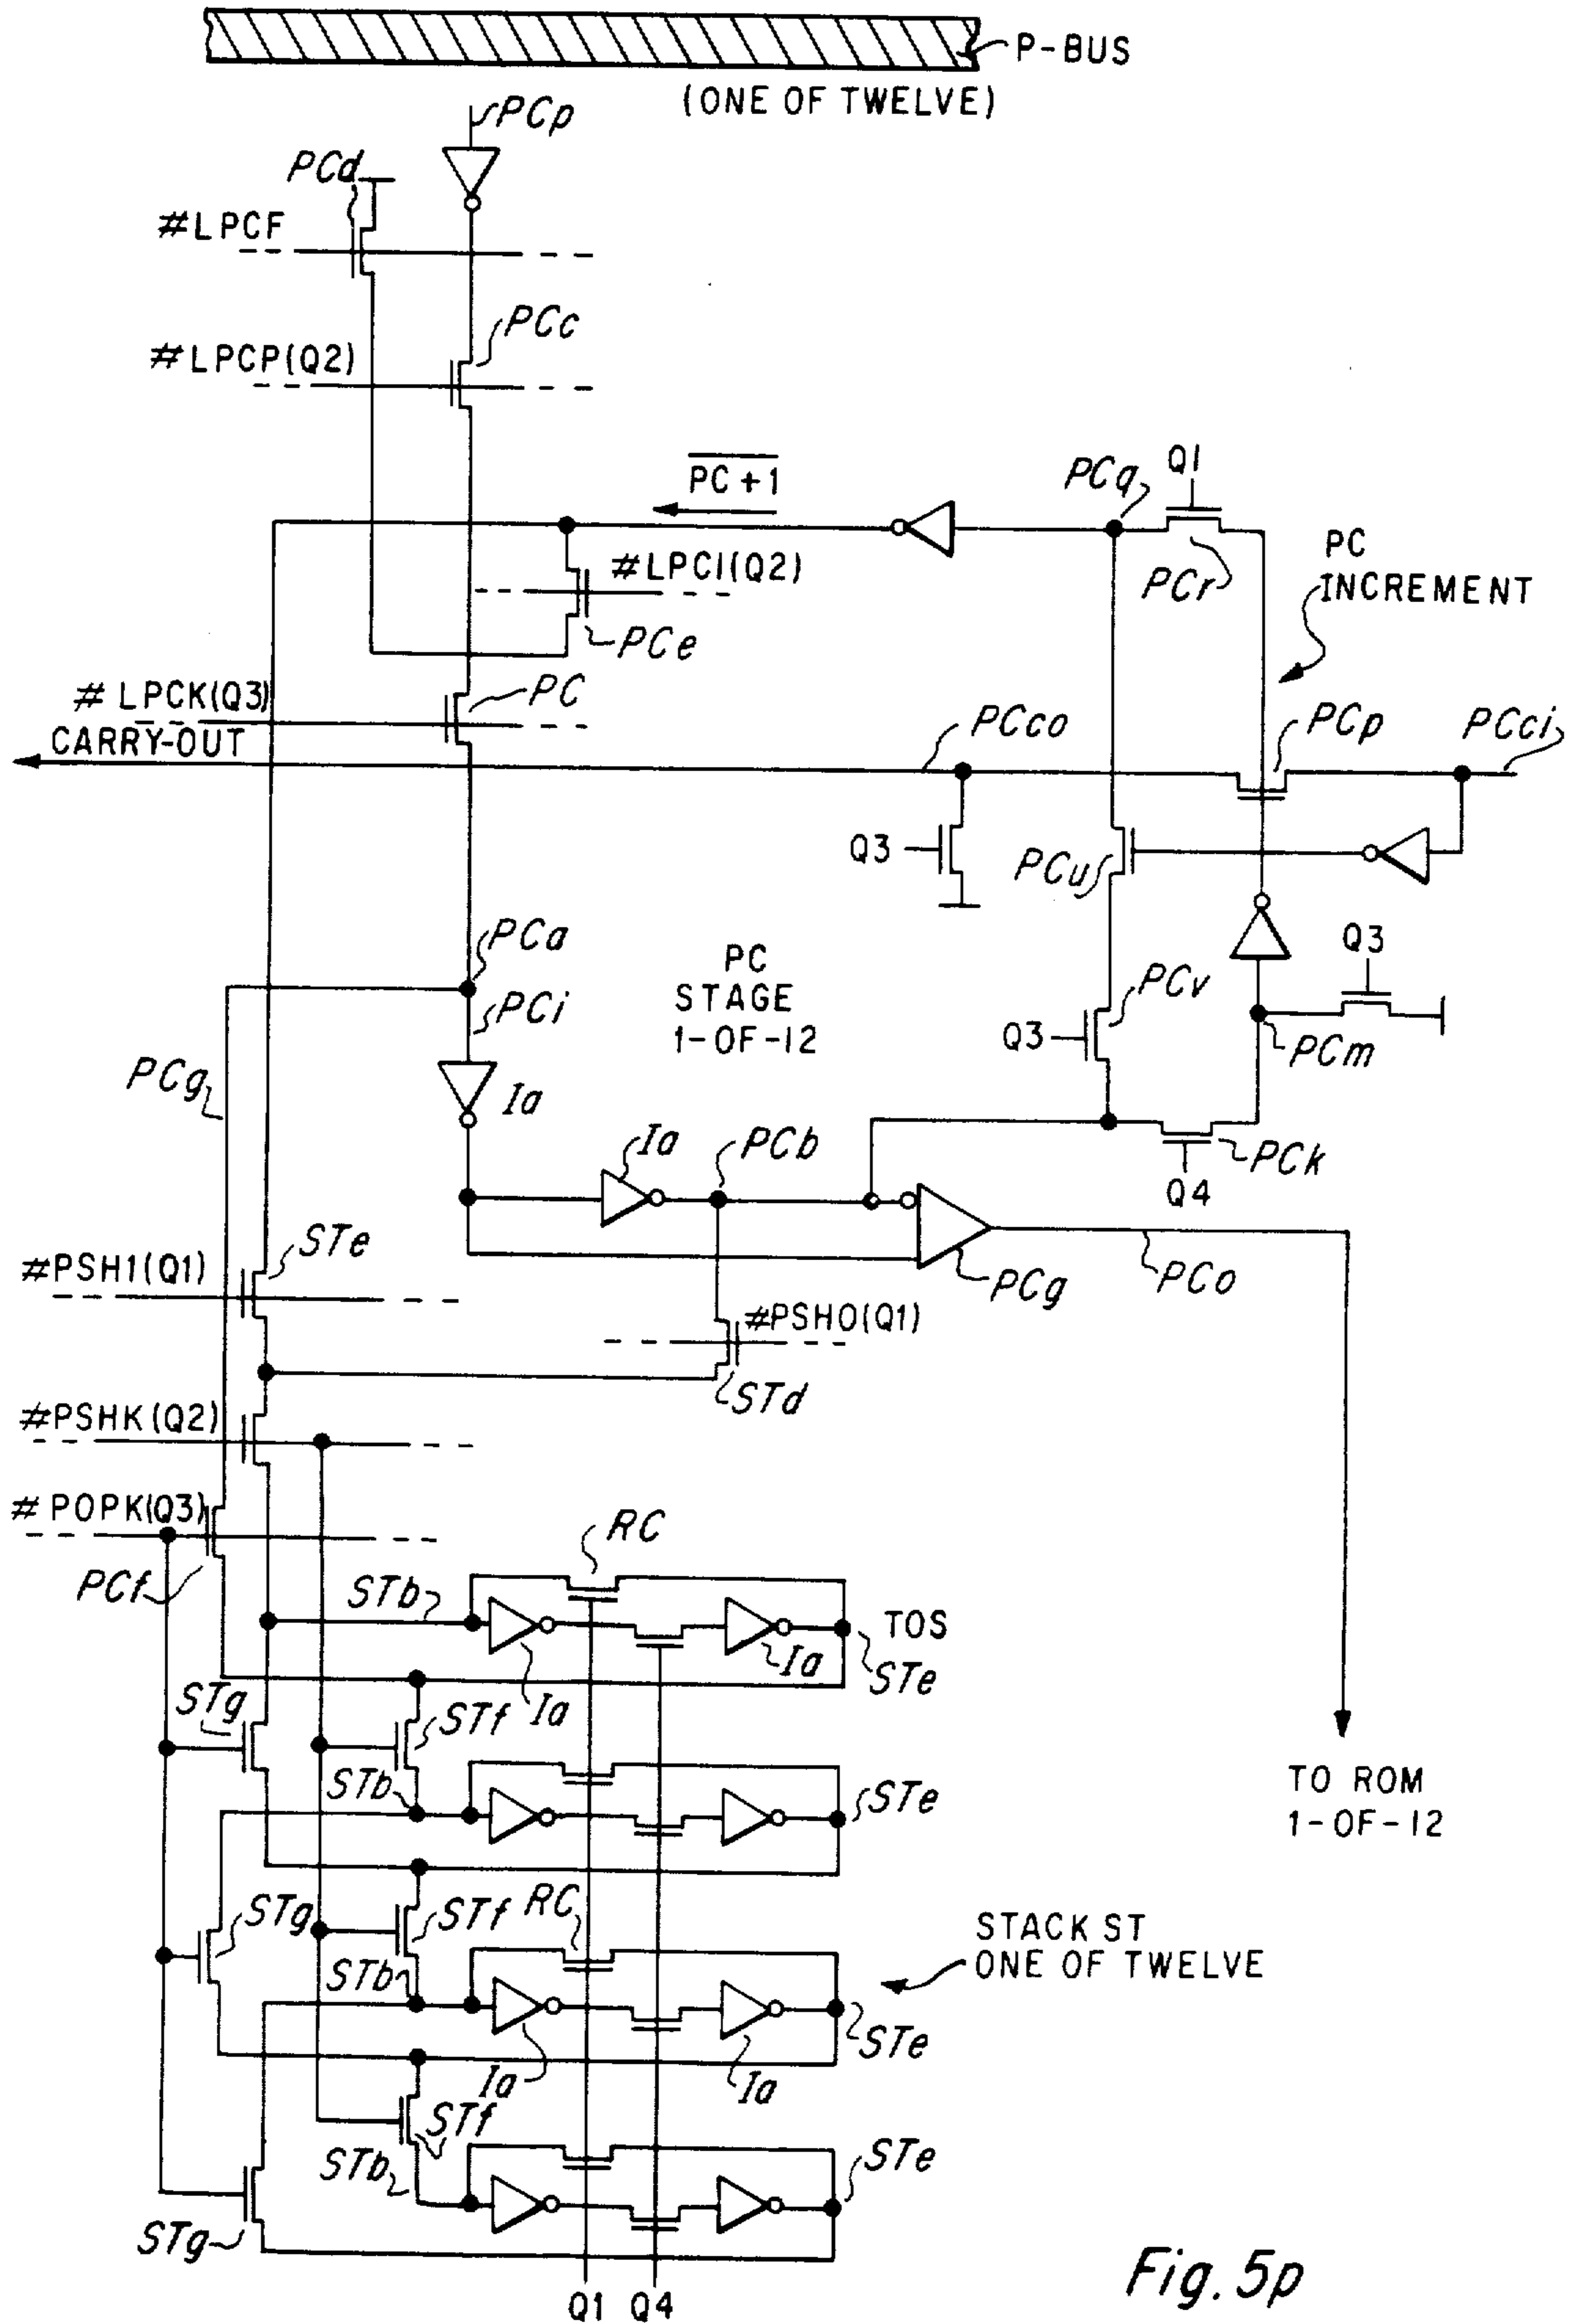 P-BUS
(ONE OF TWELVE)
PCp
PCd
#LPCF
PCc
#LPCP(Q2)
PC+1
PCq
Q1
PCr
PC
INCREMENT
#LPCI(Q2)
PCe
#LPCK(Q3)
PC
CARRY-OUT
PCco
PCp
PCci
Q3
PCu
PCa
PCi
PC
STAGE
1-OF-12
Q3
PCv
Q3
PCm
PCg
Ia
Ia
PCb
PCk
Q4
STe
#PSH1(Q1)
PCg
PCo
#PSHO(Q1)
STd
#PSHK(Q2)
#POPK(Q3)
PCf
RC
STb
TOS
Ia
STe
Ia
STg
STf
STb
STe
TO ROM
1-OF-12
STg
STf
RC
STb
STACK ST
ONE OF TWELVE
STe
Ia
Ia
STf
STb
STe
STg
Q1
Q4
Fig. 5p